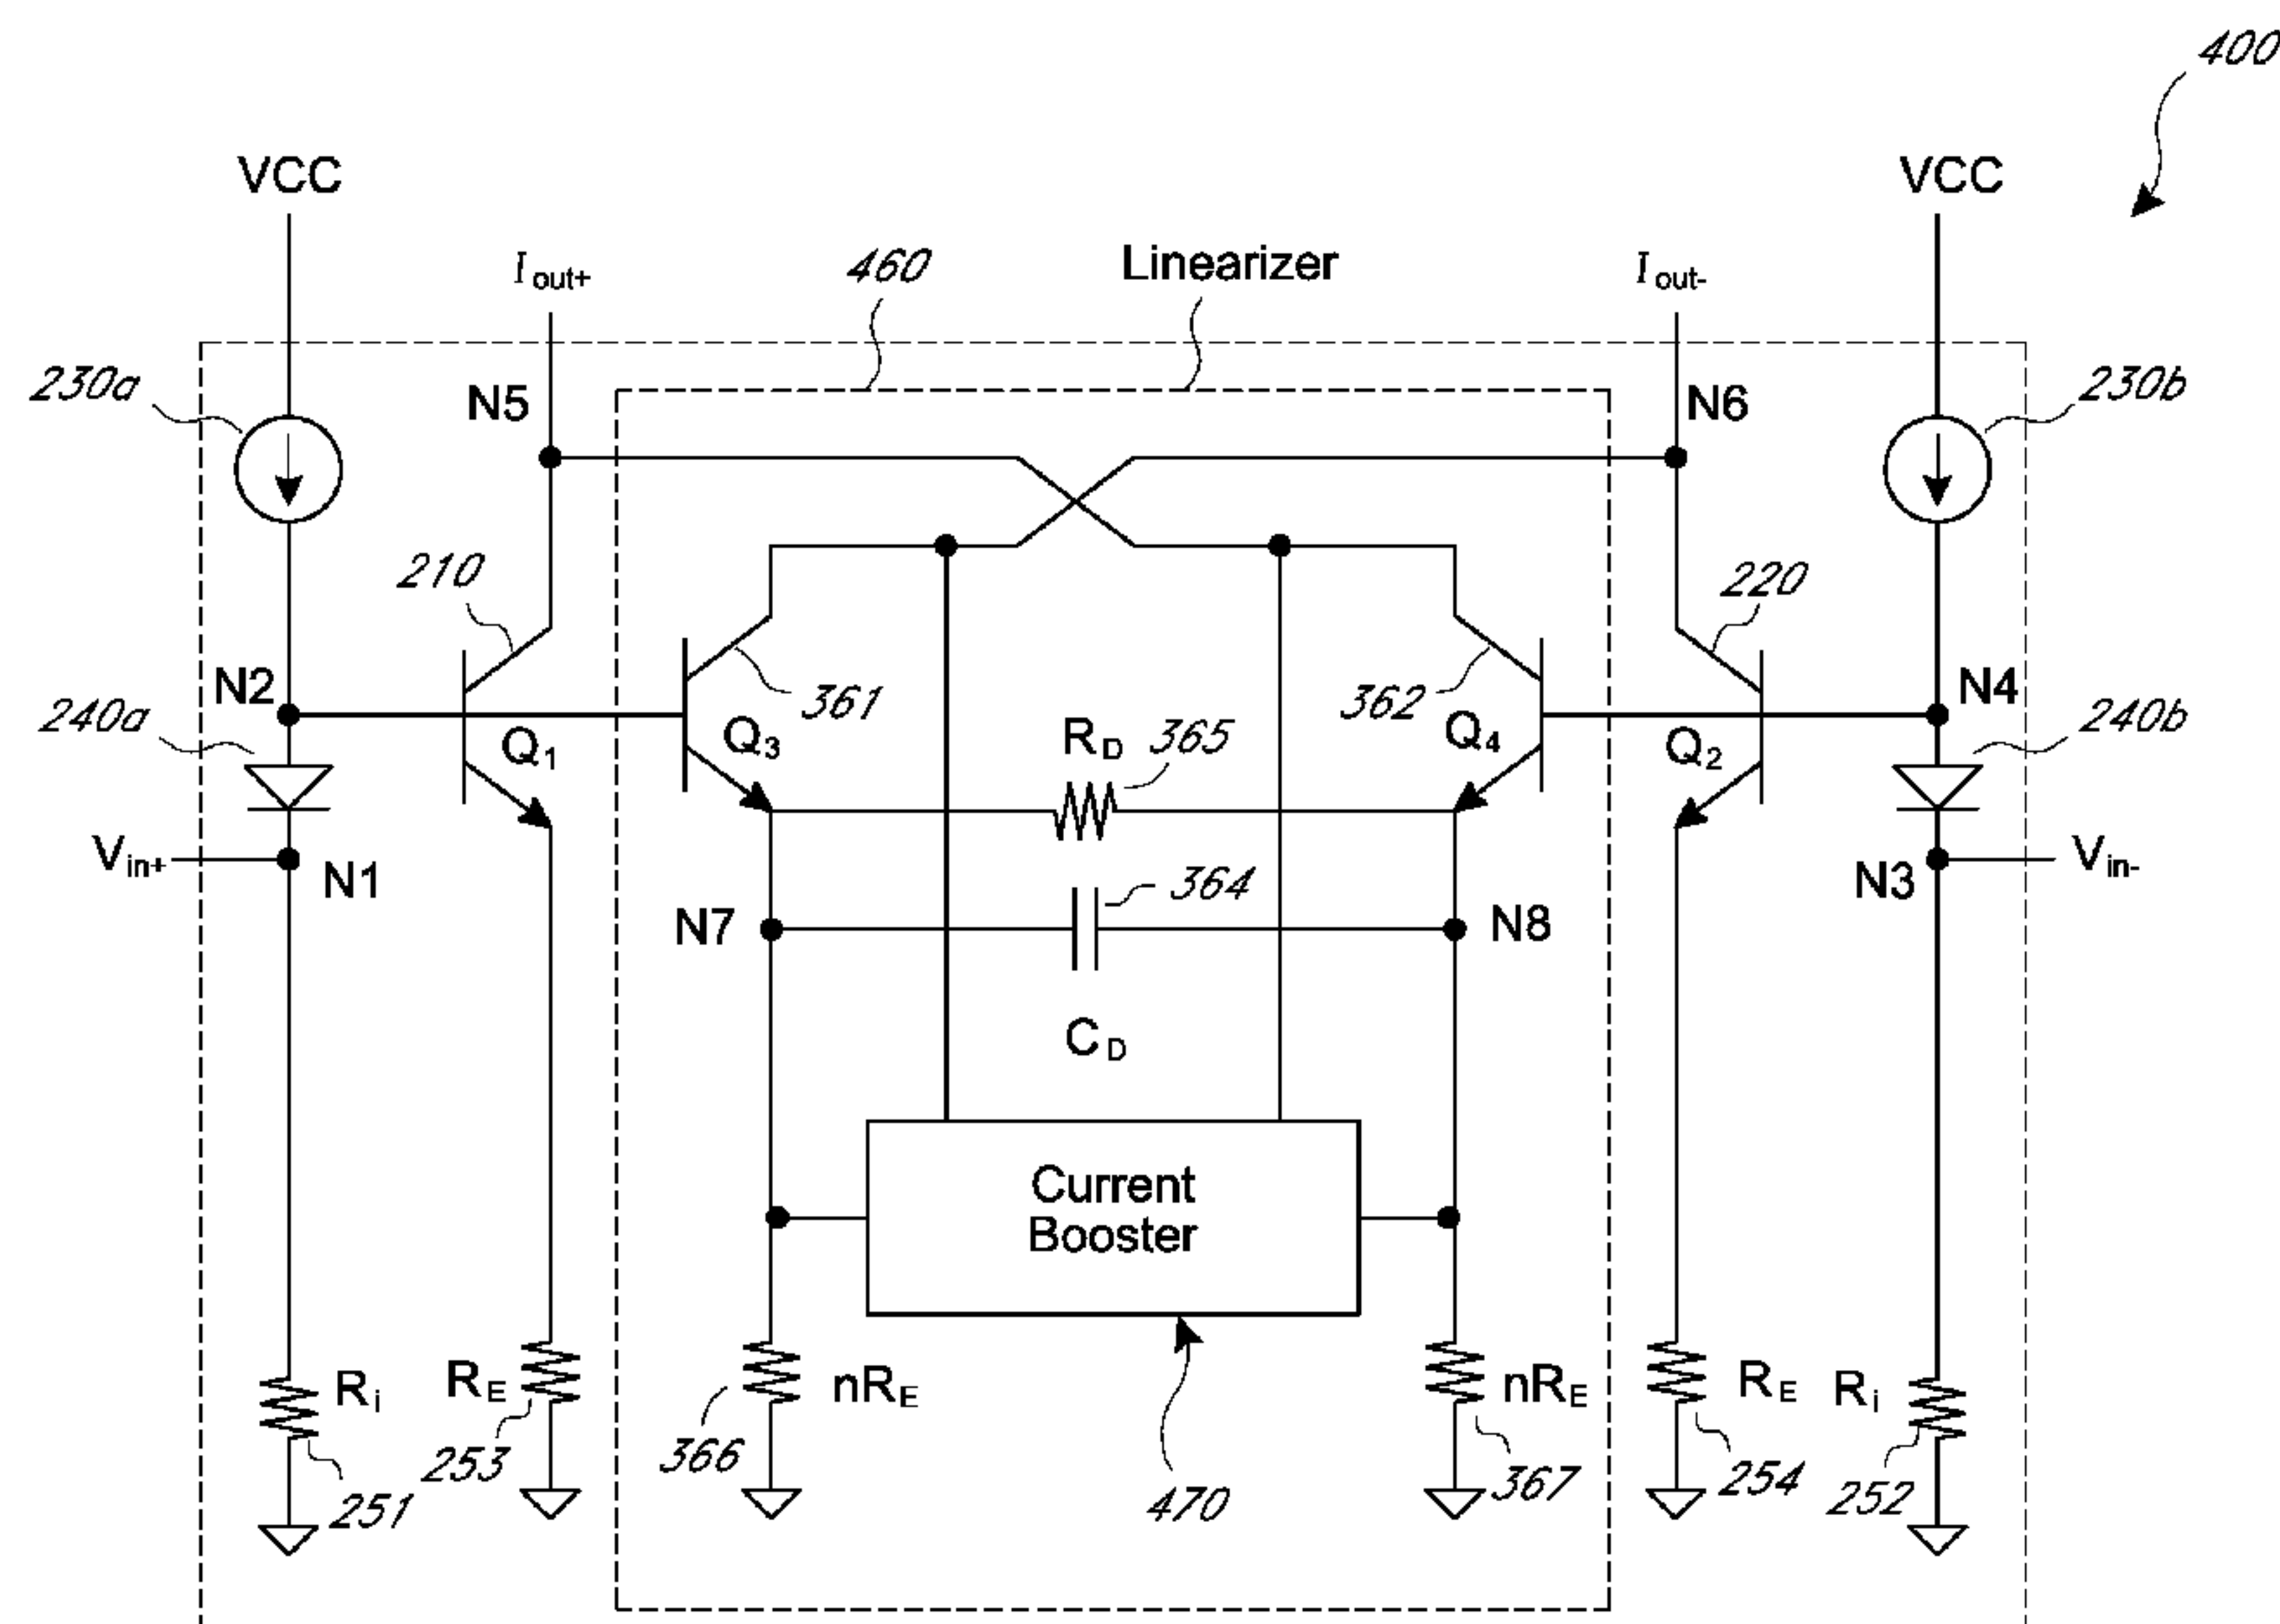 400
VCC
VCC
I out+
460
Linearizer
I out-
230a
N5
N6
230b
210
220
N2
240a
361
362
N4
240b
Q1
Q3
RD
365
Q4
Q2
Vin+
N1
364
N3
Vin-
N7
N8
CD
Current
Booster
Ri
RE
nRE
nRE
RE
Ri
253
366
367
254
252
251
470